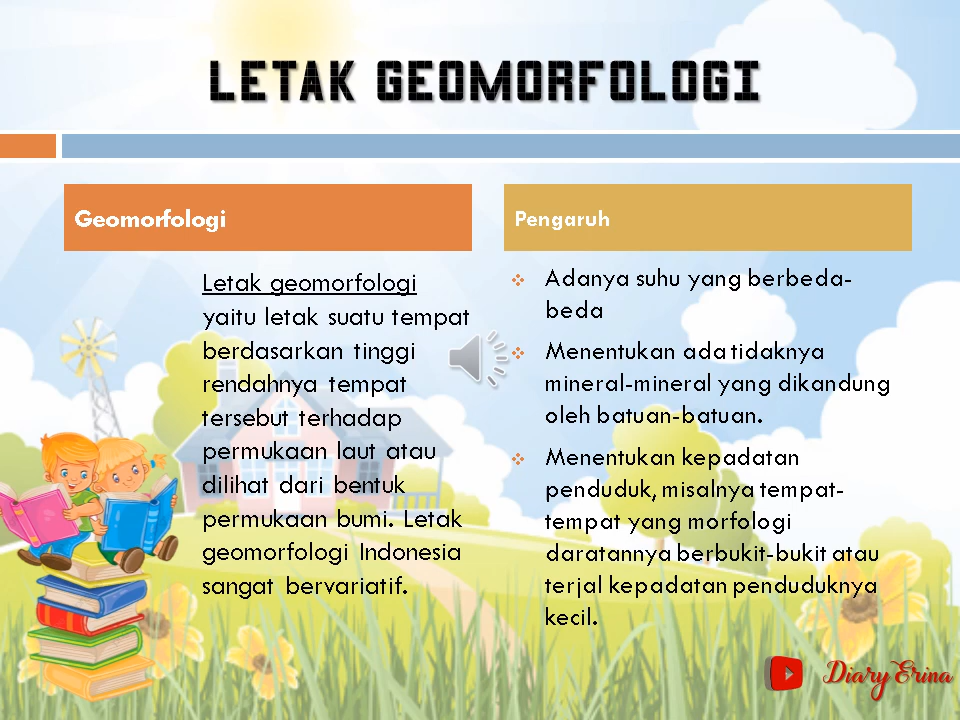 LETAK GEOMORFOLOGI
Geomorfologi
Letak geomorfologi
yaitu letak suatu tempat
berdasarkan tinggi
rendahnya tempat
tersebut terhadap
permukaan laut atau
dilihat dari bentuk
permukaan bumi. Letak
geomorfologi Indonesia
sangat bervariatif.
Pengaruh
Adanya suhu yang berbeda-
beda
Menentukan ada tidaknya
mineral-mineral yang dikandung
oleh batuan-batuan.
Menentukan kepadatan
penduduk, misalnya tempat-
tempat yang morfologi
daratannya berbukit-bukit atau
terjal kepadatan penduduknya
kecil.
Diary Erina